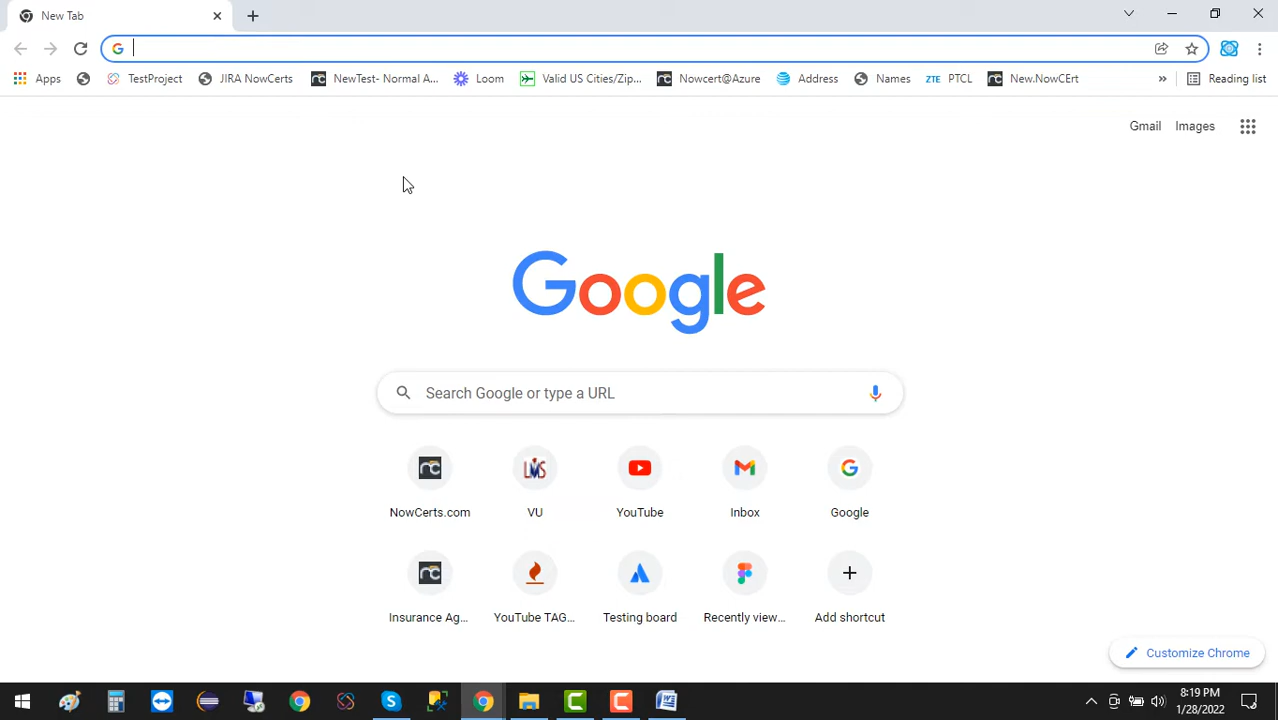 New Tab
Apps
TestProject
JIRA NowCerts
NewTest- Normal A...
Loom
Valid US Cities/Zip...
Nowcert@Azure
Address
Names
ZTE PTCL
New.NowCErt
»
Reading list
Gmail
Images
Google
Search Google or type a URL
NowCerts.com
LMS
VU
YouTube
Inbox
Google
Insurance Ag...
YouTube TAG...
Testing board
Recently view...
Add shortcut
Customize Chrome
8:19 PM
1/28/2022